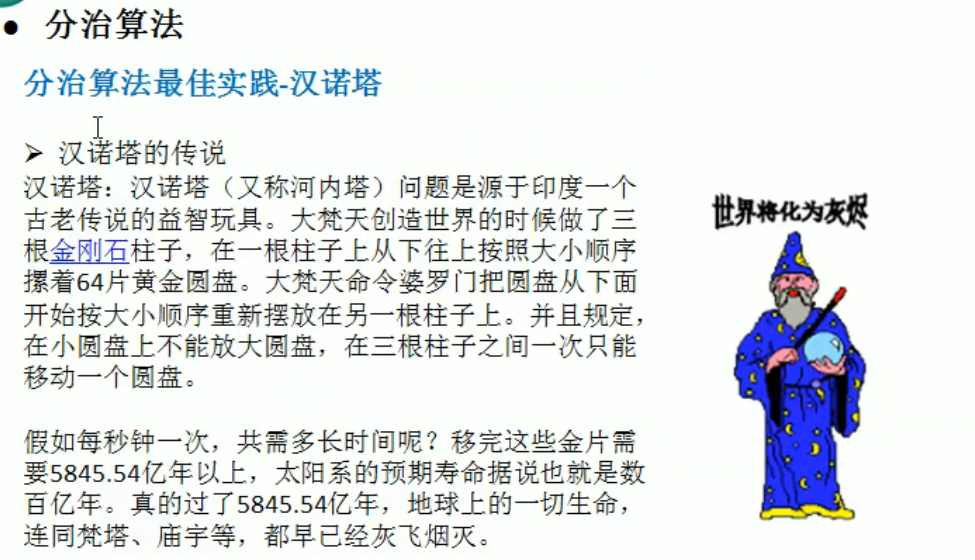 ● 分治算法
分治算法最佳实践-汉诺塔
➢ 汉诺塔的传说
汉诺塔：汉诺塔（又称河内塔）问题是源于印度一个
古老传说的益智玩具。大梵天创造世界的时候做了三
根金刚石柱子，在一根柱子上从下往上按照大小顺序
摞着64片黄金圆盘。大梵天命令婆罗门把圆盘从下面
开始按大小顺序重新摆放在另一根柱子上。并且规定，
在小圆盘上不能放大圆盘，在三根柱子之间一次只能
移动一个圆盘。
世界将化为灰烬
假如每秒钟一次，共需多长时间呢？移完这些金片需
要5845.54亿年以上，太阳系的预期寿命据说也就是数
百亿年。真的过了5845.54亿年，地球上的一切生命，
连同梵塔、庙宇等，都早已经灰飞烟灭。